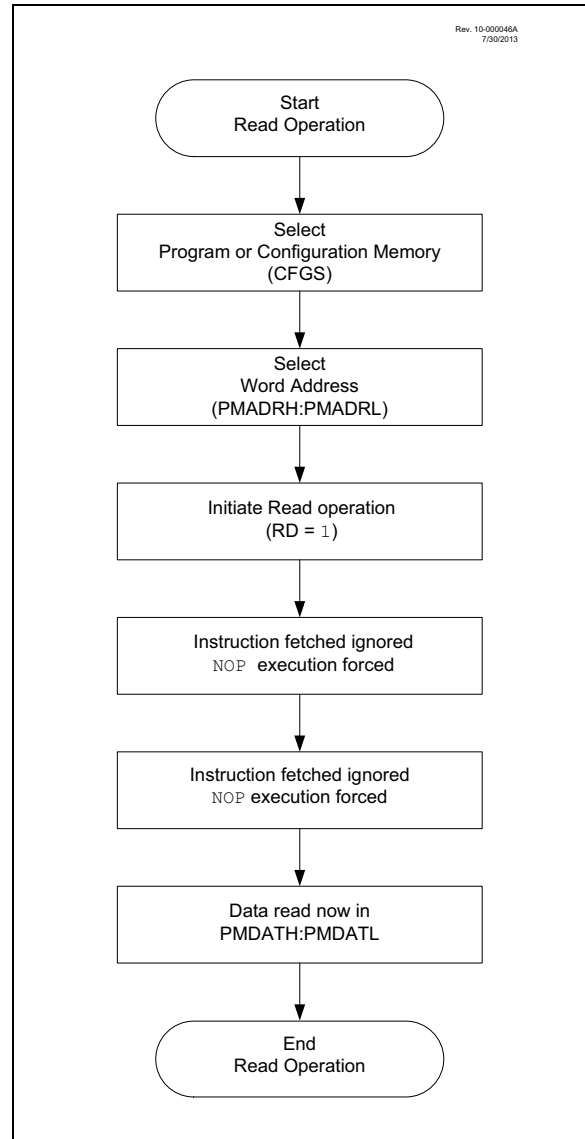 Rev. 10-000046A
7/30/2013
Start
Read Operation
Select
Program or Configuration Memory
(CFGS)
Select
Word Address
(PMADRH:PMADRL)
Initiate Read operation
(RD = 1)
Instruction fetched ignored
NOP execution forced
Instruction fetched ignored
NOP execution forced
Data read now in
PMDATH:PMDATL
End
Read Operation